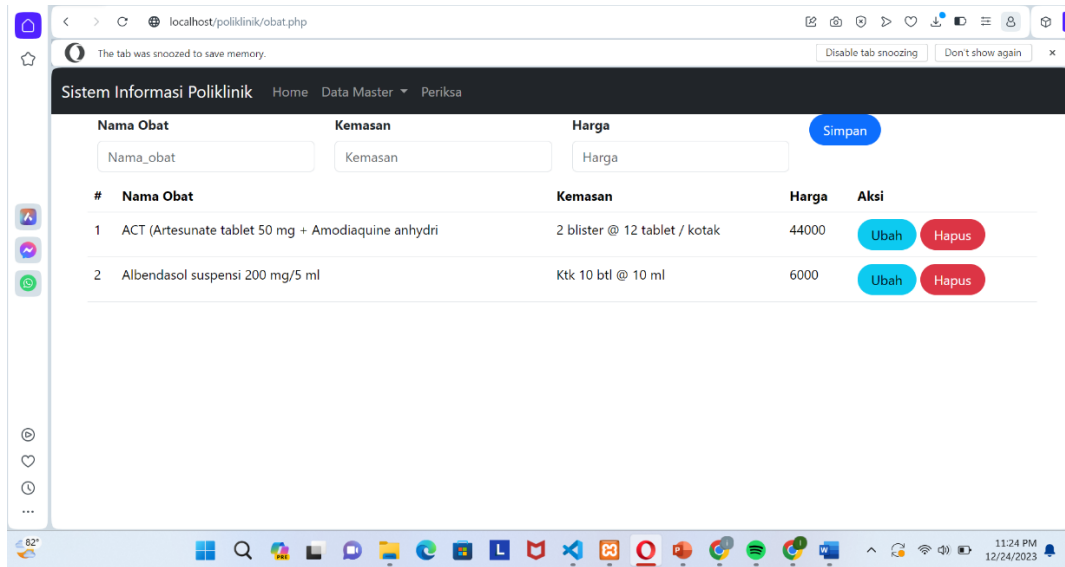 localhost/poliklinik/obat.php
The tab was snoozed to save memory. Disable tab snoozing Don't show again
Sistem Informasi Poliklinik Home Data Master Periksa
Nama Obat Kemasan Harga Simpan
Nama_obat Kemasan Harga
# Nama Obat Kemasan Harga Aksi
1 ACT (Artesunate tablet 50 mg + Amodiaquine anhydri 2 blister @ 12 tablet / kotak 44000 Ubah Hapus
2 Albendasol suspensi 200 mg/5 ml Ktk 10 btl @ 10 ml 6000 Ubah Hapus
82°
PRE
L
11:24 PM
12/24/2023